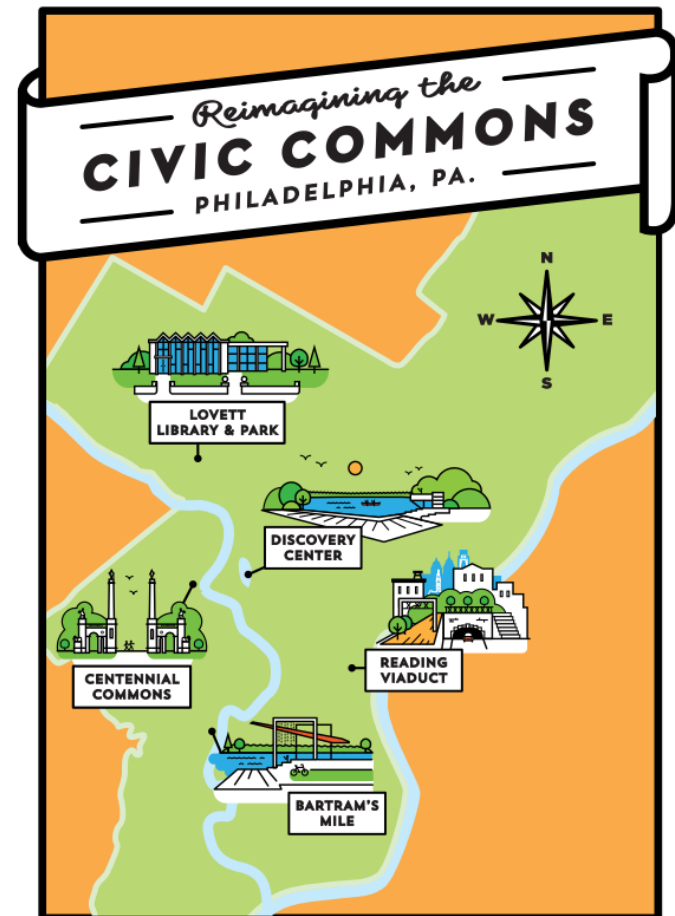 Reimagining the
CIVIC COMMONS
PHILADELPHIA, PA.
N
W E
S
LOVETT
LIBRARY & PARK
DISCOVERY
CENTER
READING
VIADUCT
CENTENNIAL
COMMONS
BARTRAM'S
MILE